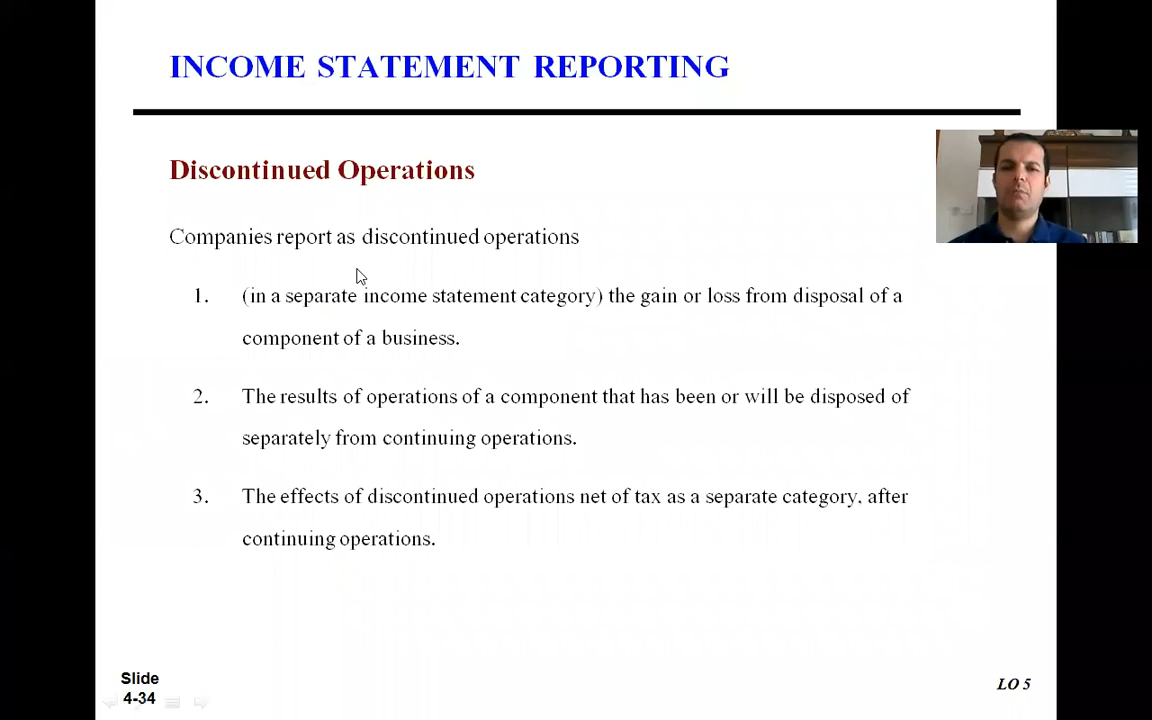 INCOME STATEMENT REPORTING
Discontinued Operations
Companies report as discontinued operations
1. (in a separate income statement category) the gain or loss from disposal of a
component of a business.
2. The results of operations of a component that has been or will be disposed of
separately from continuing operations.
3. The effects of discontinued operations net of tax as a separate category, after
continuing operations.
Slide
4-34
LO 5